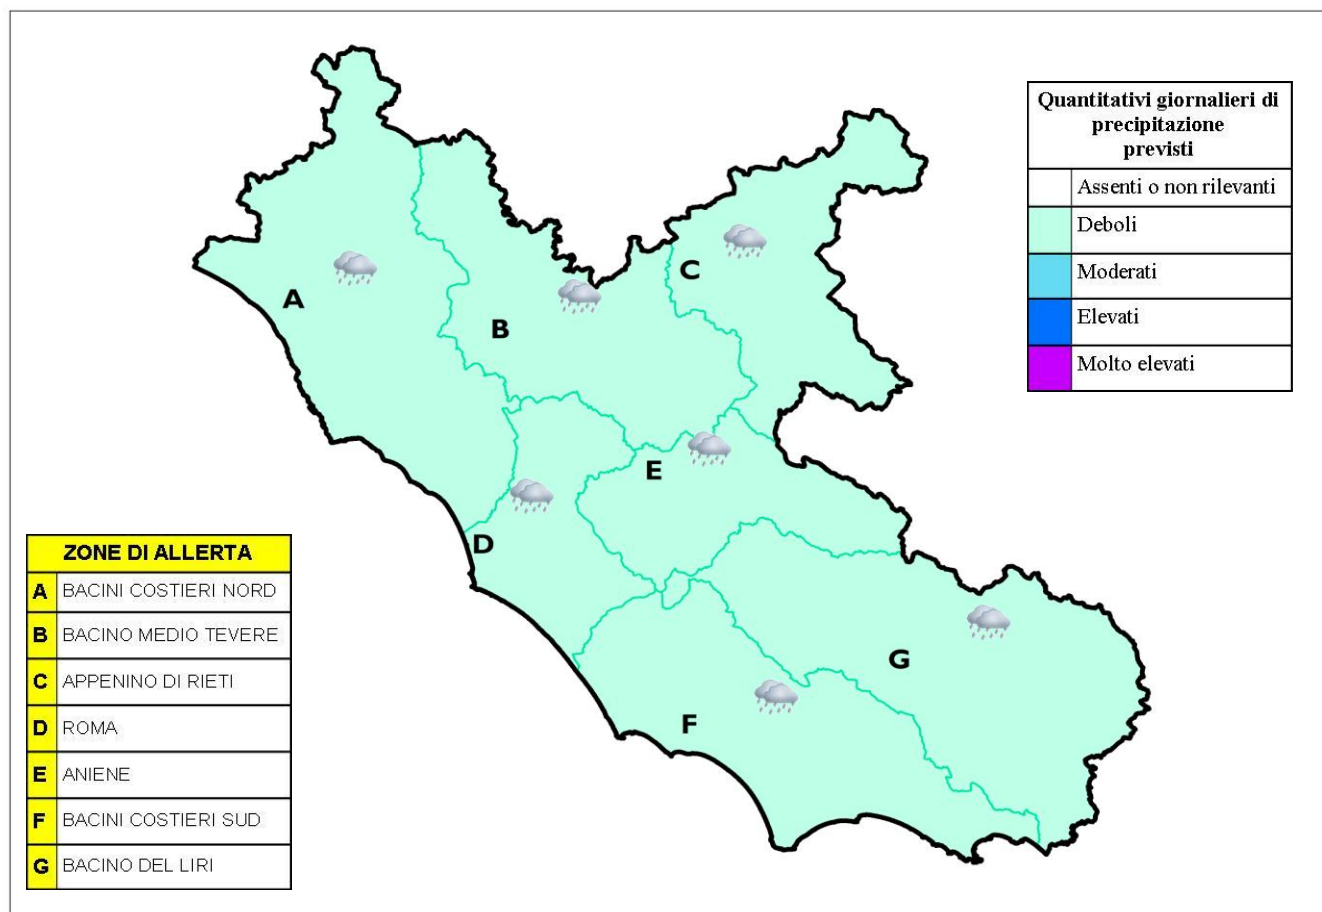 Quantitativi giornalieri di
precipitazione
previsti
Assenti o non rilevanti
Deboli
Moderati
Elevati
Molto elevati
A
B
C
D
E
F
G
ZONE DI ALLERTA
A BACINI COSTIERI NORD
B BACINO MEDIO TEVERE
C APPENINO DI RIETI
D ROMA
E ANIENE
F BACINI COSTIERI SUD
G BACINO DEL LIRI